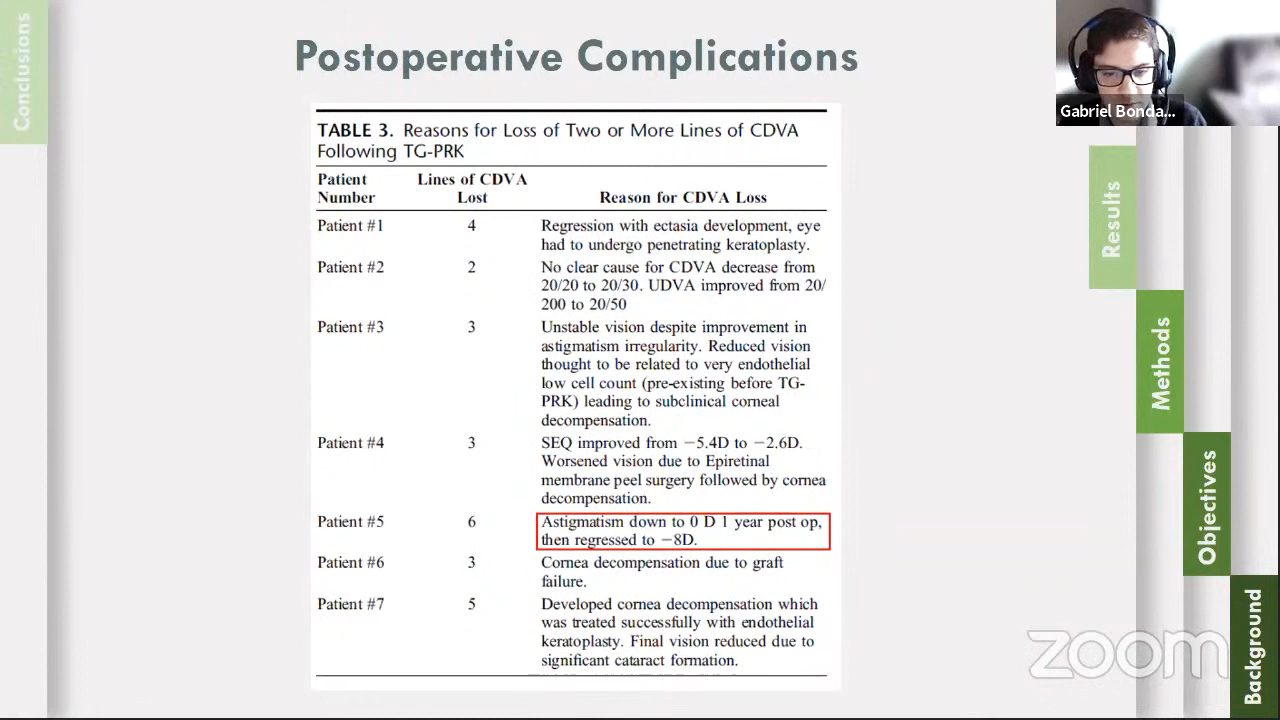 Conclusions
Postoperative Complications
Gabriel Bonda...
TABLE 3. Reasons for Loss of Two or More Lines of CDVA
Following TG-PRK
Patient Number
Lines of CDVA Lost
Reason for CDVA Loss
Patient #1 4 Regression with ectasia development, eye
had to undergo penetrating keratoplasty.
Patient #2 2 No clear cause for CDVA decrease from
20/20 to 20/30. UDVA improved from 20/
200 to 20/50
Patient #3 3 Unstable vision despite improvement in
astigmatism irregularity. Reduced vision
thought to be related to very endothelial
low cell count (pre-existing before TG-
PRK) leading to subclinical corneal
decompensation.
Patient #4 3 SEQ improved from −5.4D to −2.6D.
Worsened vision due to Epiretinal
membrane peel surgery followed by cornea
decompensation.
Patient #5 6 Astigmatism down to 0 D 1 year post op,
then regressed to −8D.
Patient #6 3 Cornea decompensation due to graft
failure.
Patient #7 5 Developed cornea decompensation which
was treated successfully with endothelial
keratoplasty. Final vision reduced due to
significant cataract formation.
Results
Methods
Objectives
Background
zoom